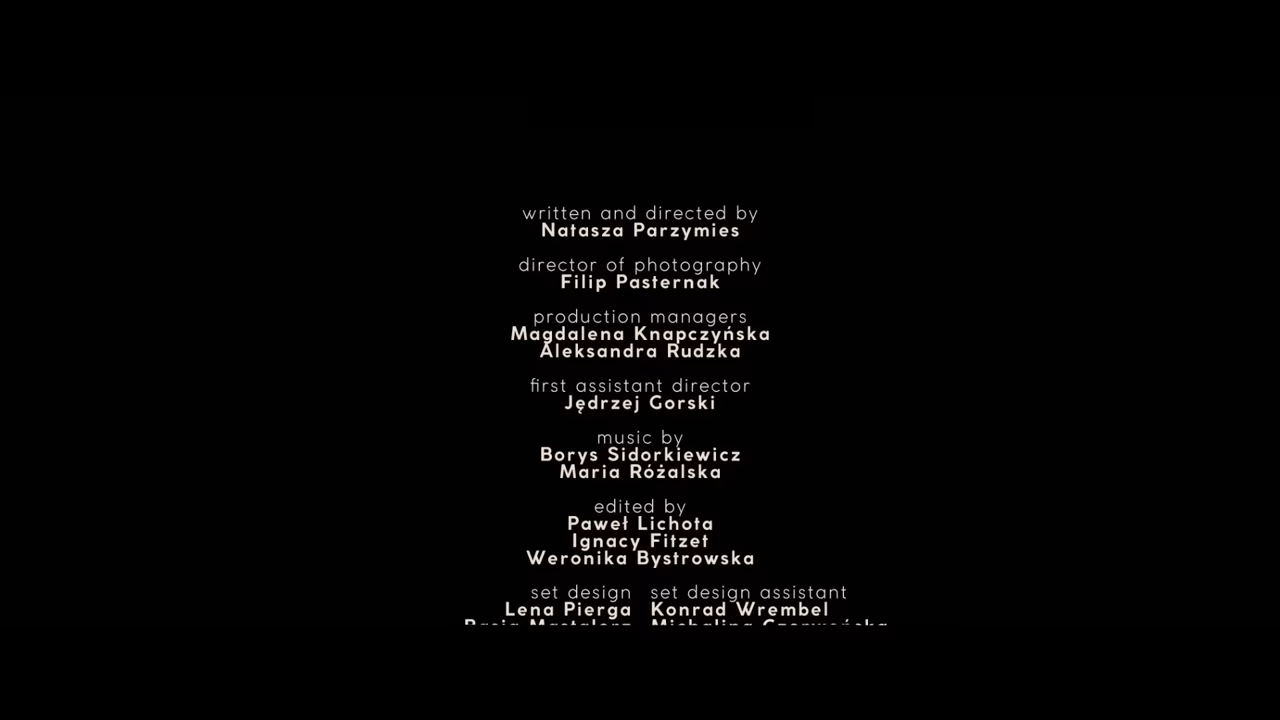 written and directed by
Natasza Parzymies
director of photography
Filip Pasternak
production managers
Magdalena Knapczyńska
Aleksandra Rudzka
first assistant director
Jędrzej Gorski
music by
Borys Sidorkiewicz
Maria Różalska
edited by
Paweł Lichota
Ignacy Fitzet
Weronika Bystrowska
set design set design assistant
Lena Pierga Konrad Wrembel